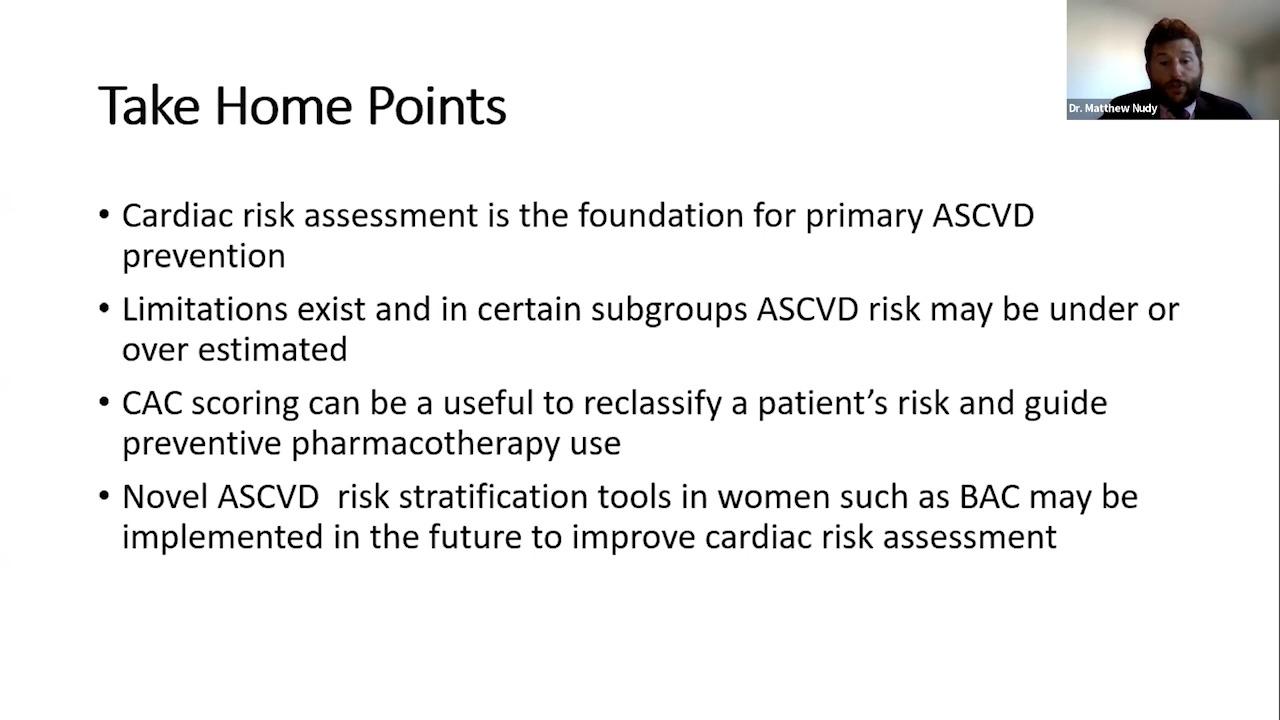 Take Home Points
Dr. Matthew Nudy
• Cardiac risk assessment is the foundation for primary ASCVD
prevention
• Limitations exist and in certain subgroups ASCVD risk may be under or
over estimated
• CAC scoring can be a useful to reclassify a patient’s risk and guide
preventive pharmacotherapy use
• Novel ASCVD  risk stratification tools in women such as BAC may be
implemented in the future to improve cardiac risk assessment